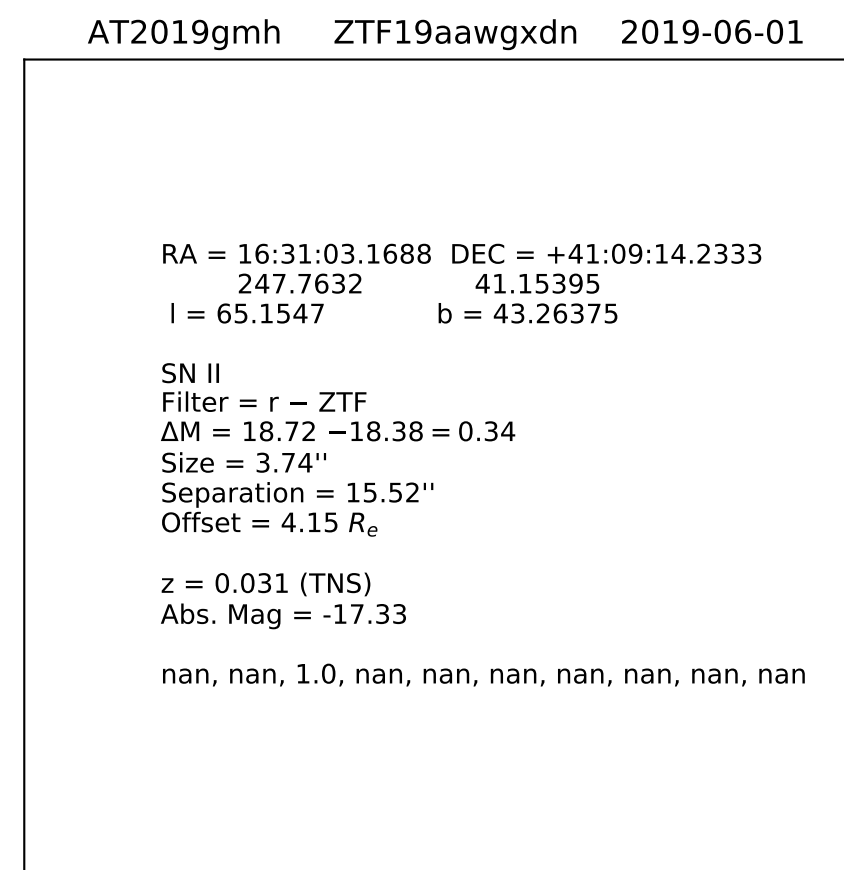 AT2019gmh ZTF19aawgxdn 2019-06-01
RA = 16:31:03.1688 DEC = +41:09:14.2333
247.7632 41.15395
l = 65.1547 b = 43.26375
SN II
Filter = r − ZTF
ΔM = 18.72 −18.38 = 0.34
Size = 3.74''
Separation = 15.52''
Offset = 4.15 Rₑ
z = 0.031 (TNS)
Abs. Mag = -17.33
nan, nan, 1.0, nan, nan, nan, nan, nan, nan, nan